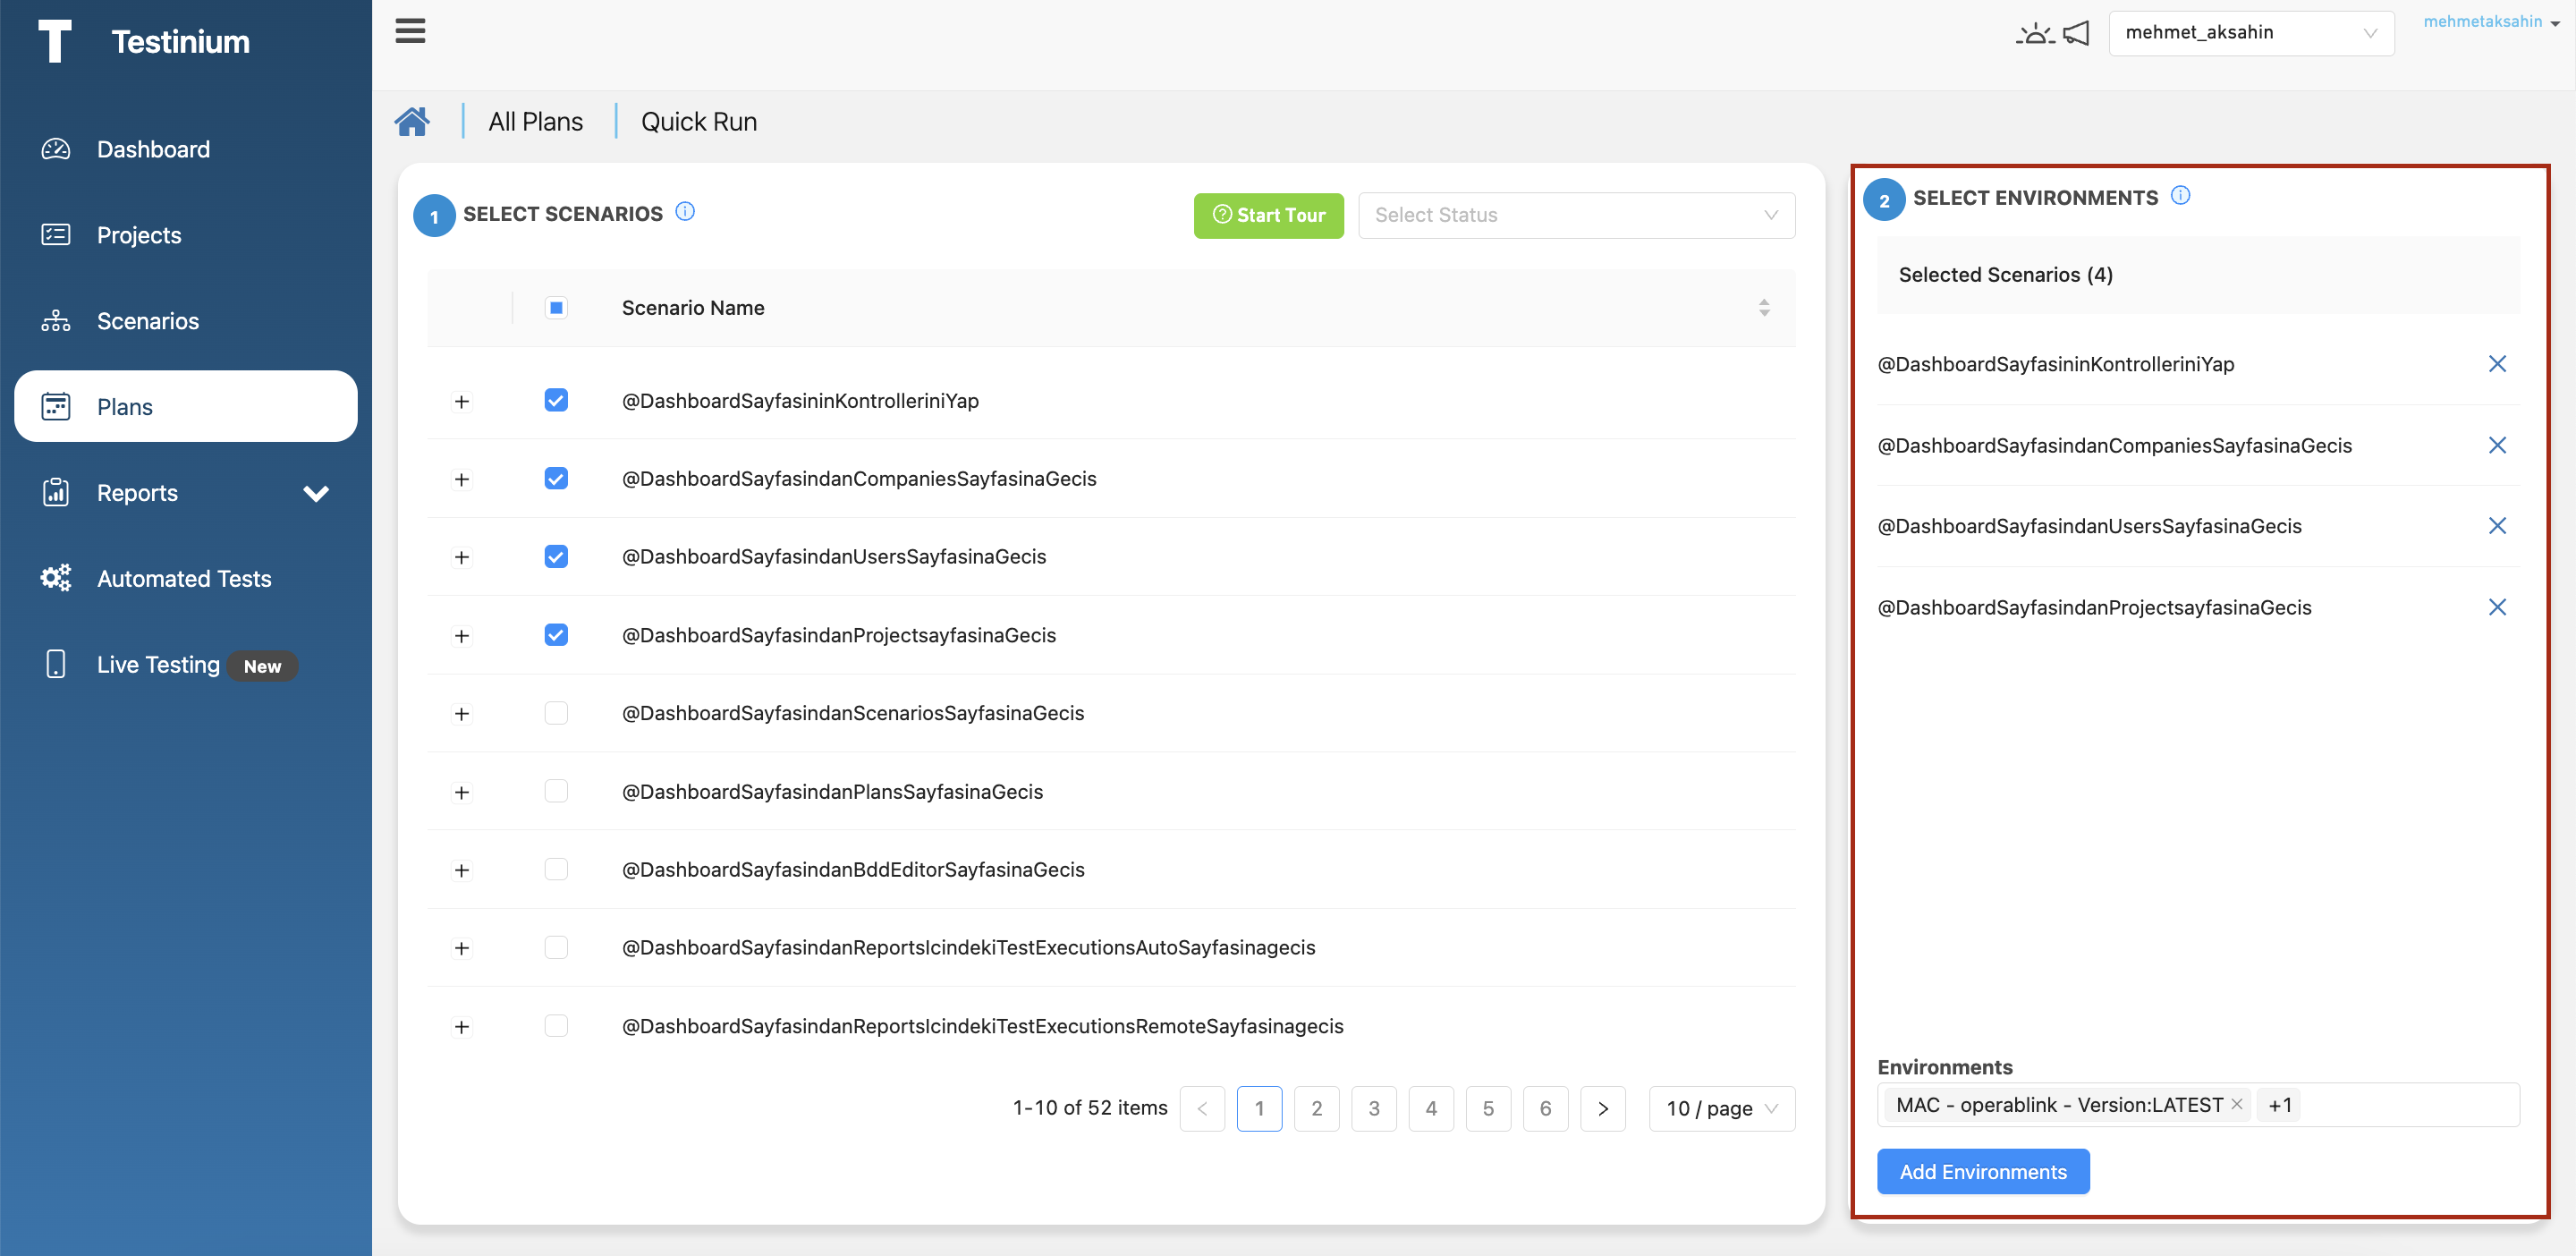 Testinium
Dashboard
Projects
Scenarios
Plans
Reports
Automated Tests
Live Testing New
mehmet_aksahin
mehmetaksahin
All Plans
Quick Run
1 SELECT SCENARIOS
Start Tour
Select Status
Scenario Name
@DashboardSayfasininKontrolleriniYap
@DashboardSayfasindanCompaniesSayfasinaGecis
@DashboardSayfasindanUsersSayfasinaGecis
@DashboardSayfasindanProjectsayfasinaGecis
@DashboardSayfasindanScenariosSayfasinaGecis
@DashboardSayfasindanPlansSayfasinaGecis
@DashboardSayfasindanBddEditorSayfasinaGecis
@DashboardSayfasindanReportsIcindekiTestExecutionsAutoSayfasinagecis
@DashboardSayfasindanReportsIcindekiTestExecutionsRemoteSayfasinagecis
1-10 of 52 items < 1 2 3 4 5 6 > 10 / page
2 SELECT ENVIRONMENTS
Selected Scenarios (4)
@DashboardSayfasininKontrolleriniYap
@DashboardSayfasindanCompaniesSayfasinaGecis
@DashboardSayfasindanUsersSayfasinaGecis
@DashboardSayfasindanProjectsayfasinaGecis
Environments
MAC - operablink - Version:LATEST +1
Add Environments